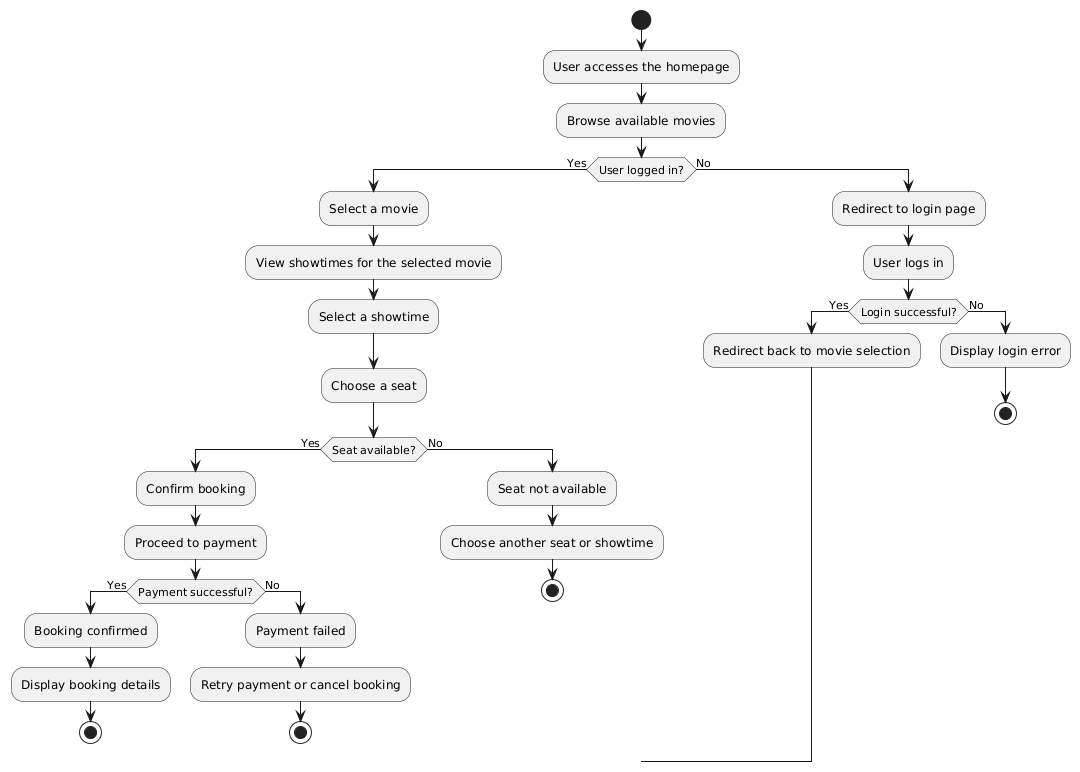 User accesses the homepage
Browse available movies
Yes
User logged in?
No
Select a movie
Redirect to login page
View showtimes for the selected movie
User logs in
Select a showtime
Yes
Login successful?
No
Redirect back to movie selection
Display login error
Choose a seat
Yes
Seat available?
No
Confirm booking
Seat not available
Proceed to payment
Choose another seat or showtime
Yes
Payment successful?
No
Booking confirmed
Payment failed
Display booking details
Retry payment or cancel booking